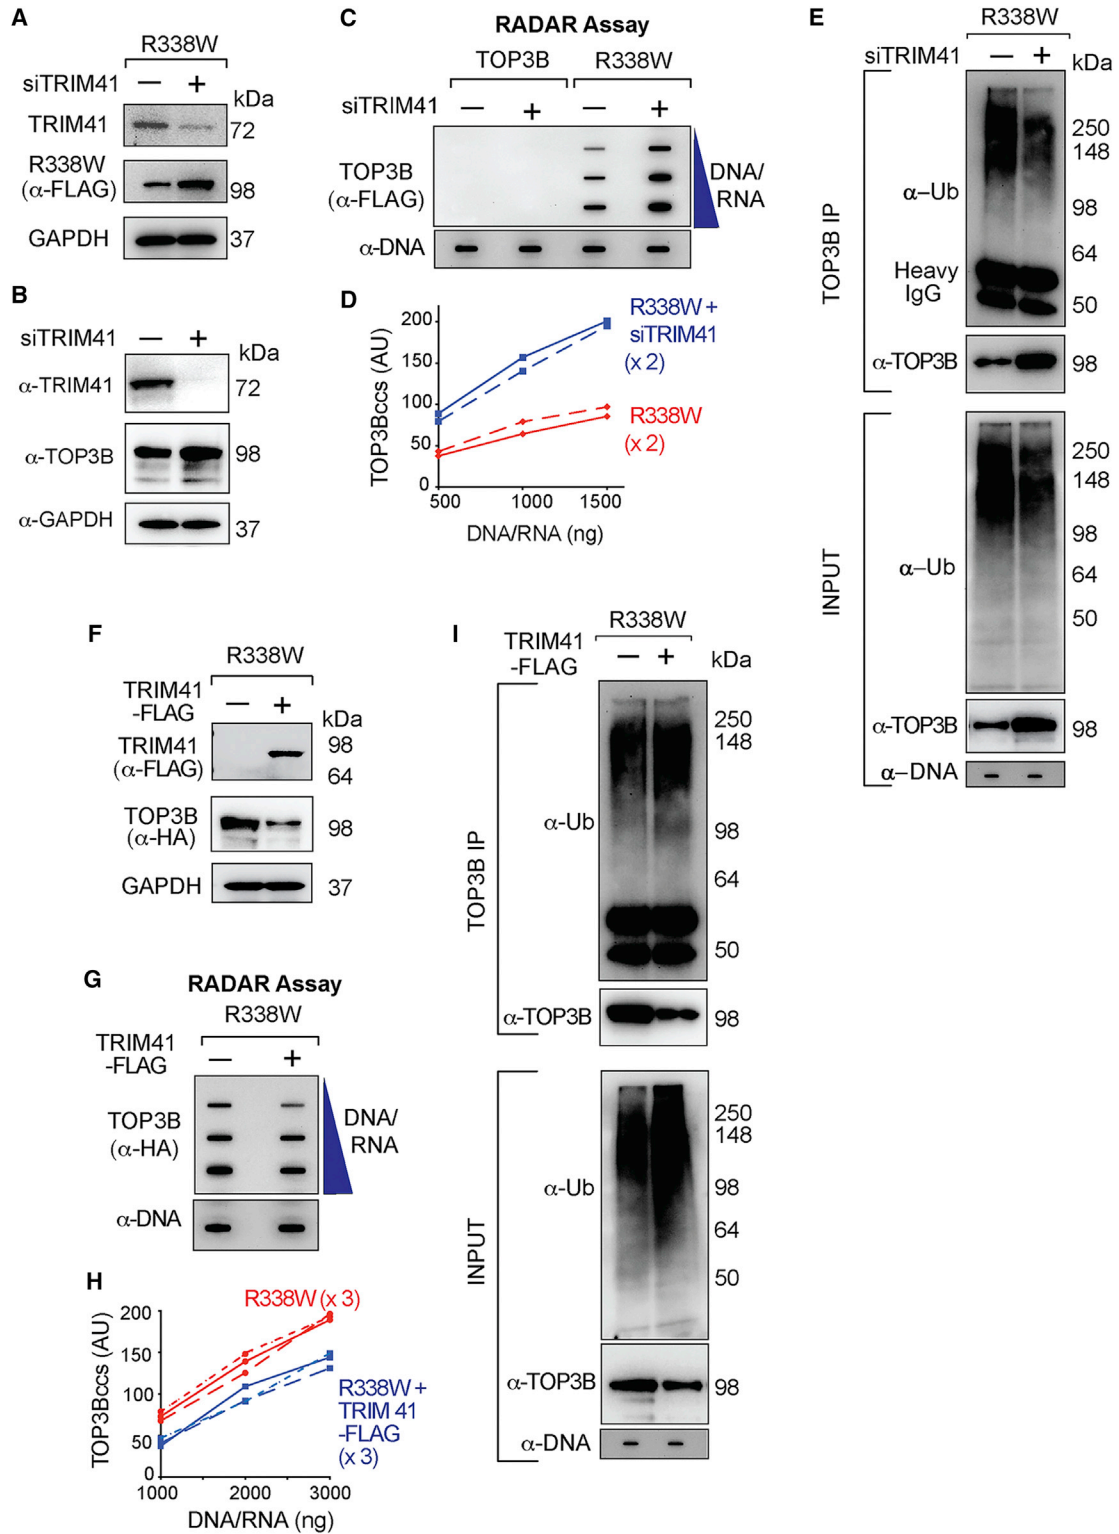 A
R338W
siTRIM41 — +
kDa
TRIM41 72
R338W
(α-FLAG) 98
GAPDH 37
B
siTRIM41 — +
kDa
α-TRIM41 72
α-TOP3B 98
α-GAPDH 37
C
RADAR Assay
TOP3B R338W
siTRIM41 — + — +
TOP3B
(α-FLAG)
DNA/
RNA
α-DNA
D
TOP3Bccs (AU)
200
150
100
50
0
500 1000 1500
DNA/RNA (ng)
R338W +
siTRIM41
(x 2)
R338W
(x 2)
E
R338W
siTRIM41 — + kDa
TOP3B IP
α–Ub
250
148
98
64
50
Heavy
IgG
α-TOP3B 98
INPUT
α–Ub
250
148
98
64
50
α-TOP3B 98
α–DNA
F
R338W
TRIM41
-FLAG — +
kDa
TRIM41
(α-FLAG)
98
64
TOP3B
(α-HA) 98
GAPDH 37
G
RADAR Assay
R338W
TRIM41
-FLAG — +
TOP3B
(α-HA)
DNA/
RNA
α-DNA
H
TOP3Bccs (AU)
200
150
100
50
0
1000 2000 3000
DNA/RNA (ng)
R338W (x 3)
R338W +
TRIM 41
-FLAG
(x 3)
I
R338W
TRIM41
-FLAG — + kDa
TOP3B IP
α-Ub
250
148
98
64
50
α-TOP3B 98
INPUT
α-Ub
250
148
98
64
50
α-TOP3B 98
α-DNA